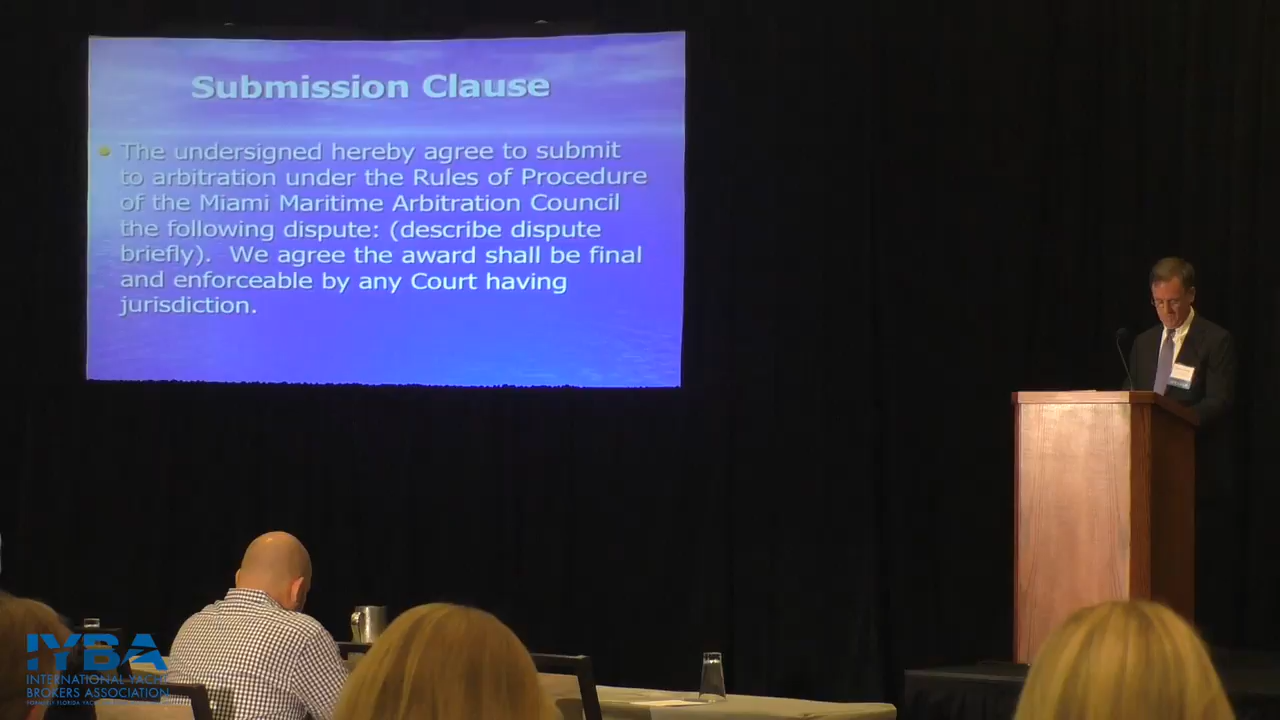 Submission Clause
The undersigned hereby agree to submit
to arbitration under the Rules of Procedure
of the Miami Maritime Arbitration Council
the following dispute: (describe dispute
briefly).  We agree the award shall be final
and enforceable by any Court having
jurisdiction.
IYBA
INTERNATIONAL YACHT
BROKERS ASSOCIATION